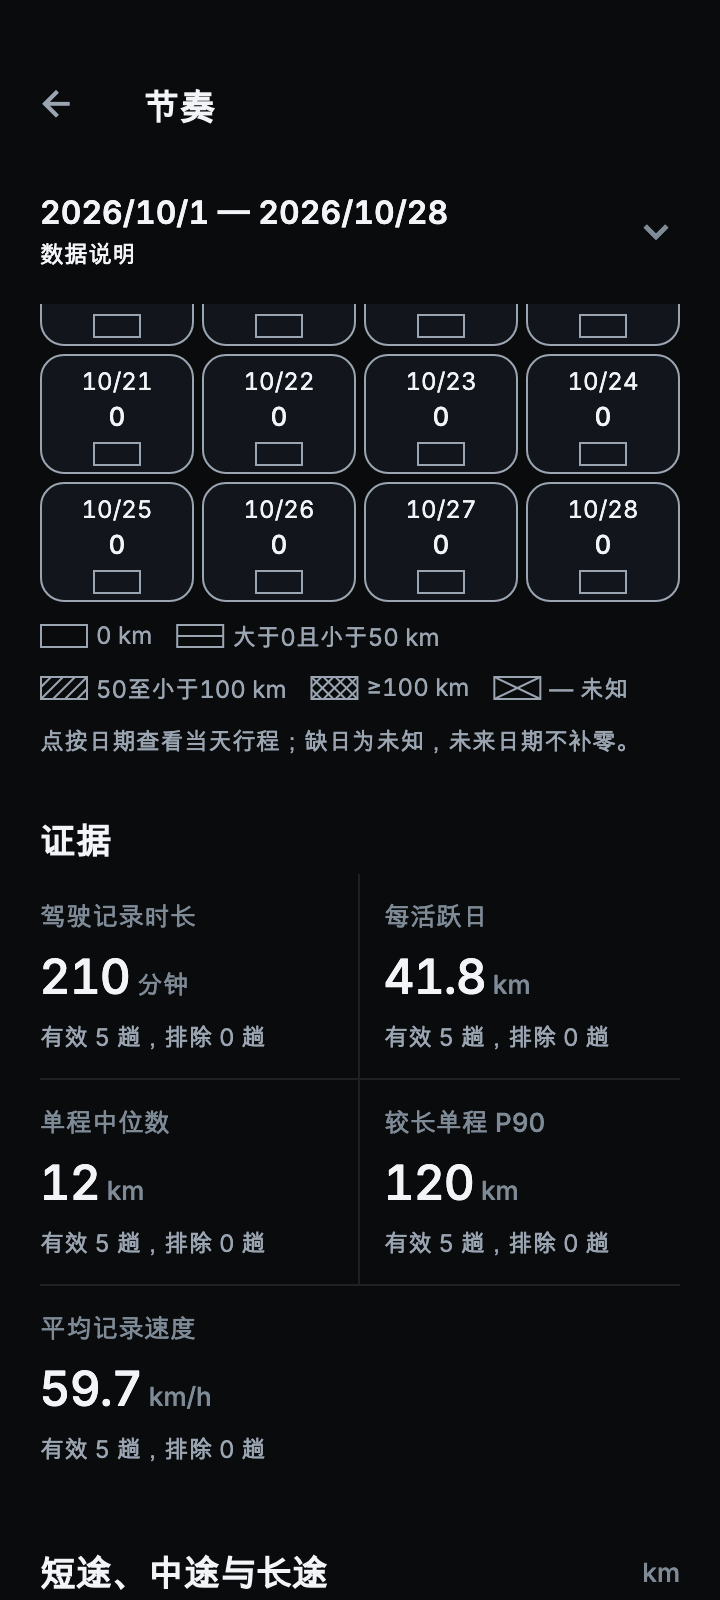 节奏
2026/10/1 — 2026/10/28
数据说明
10/21 10/22 10/23 10/24
0 0 0 0
10/25 10/26 10/27 10/28
0 0 0 0
0 km 大于0且小于50 km
50至小于100 km ≥100 km — 未知
点按日期查看当天行程；缺日为未知，未来日期不补零。
证据
驾驶记录时长 每活跃日
210 分钟 41.8 km
有效 5 趟，排除 0 趟 有效 5 趟，排除 0 趟
单程中位数 较长单程 P90
12 km 120 km
有效 5 趟，排除 0 趟 有效 5 趟，排除 0 趟
平均记录速度
59.7 km/h
有效 5 趟，排除 0 趟
短途、中途与长途 km